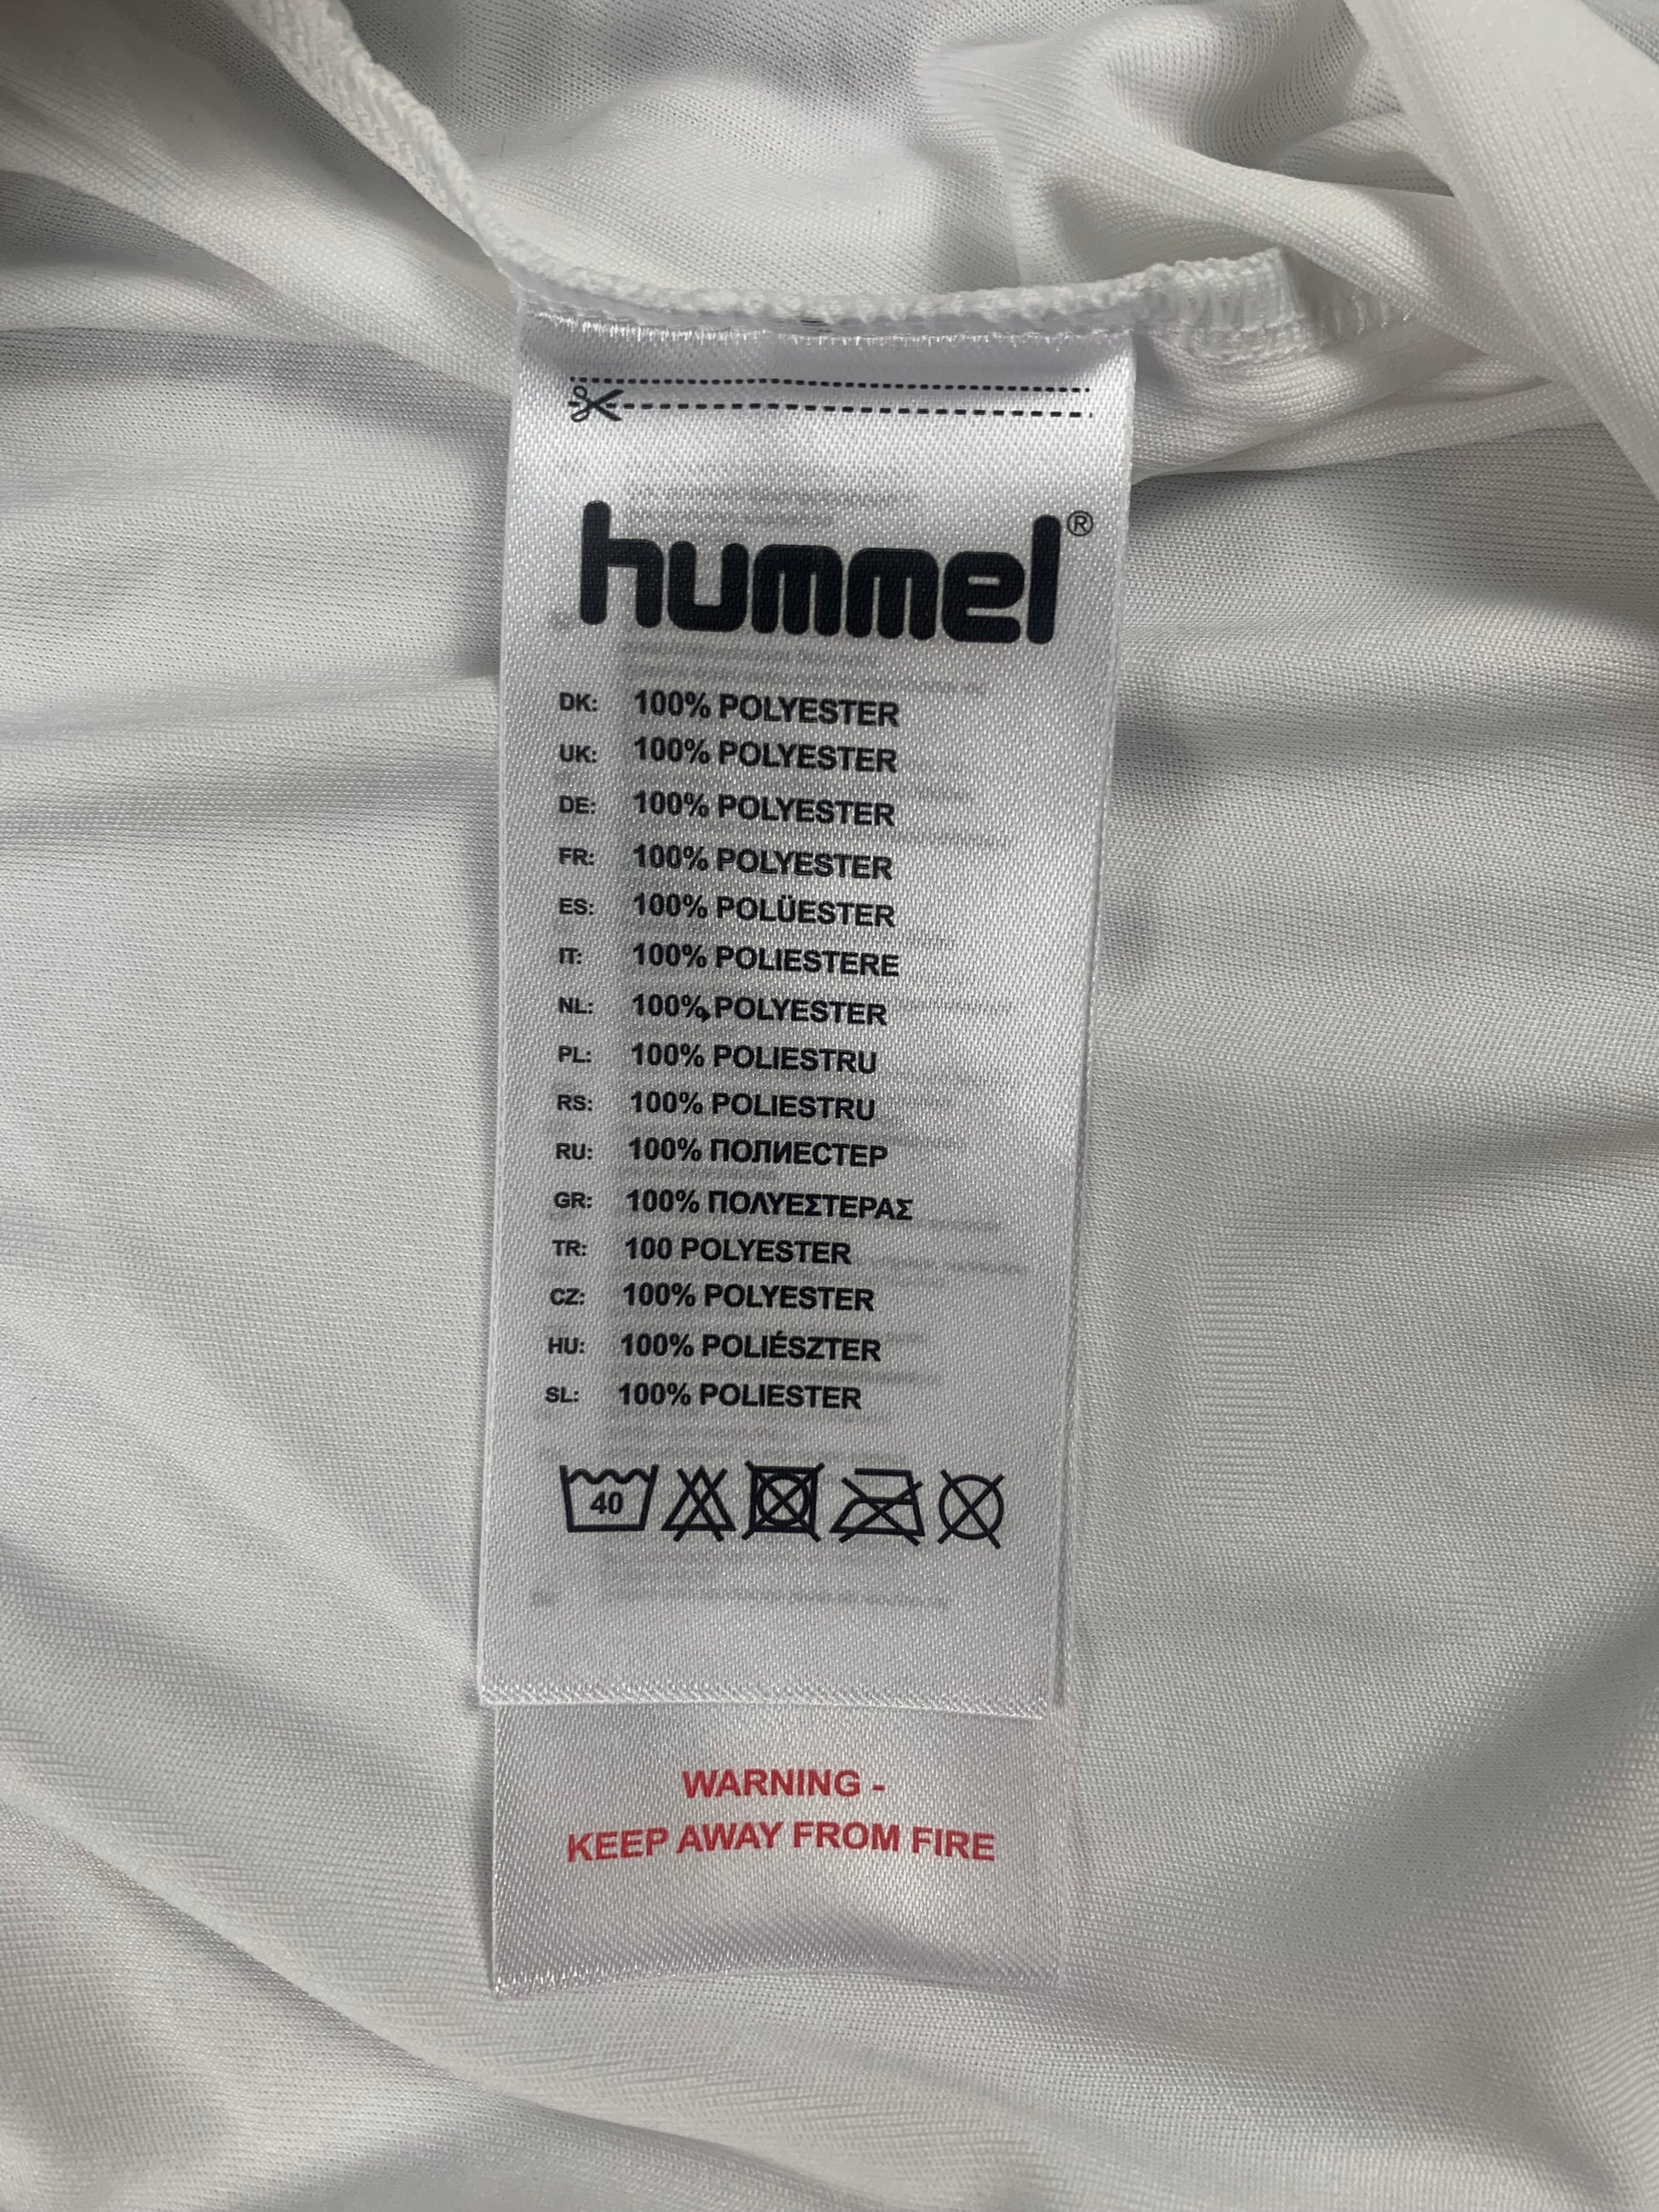 hummel®
DK: 100% POLYESTER
UK: 100% POLYESTER
DE: 100% POLYESTER
FR: 100% POLYESTER
ES: 100% POLÜESTER
IT: 100% POLIESTERE
NL: 100% POLYESTER
PL: 100% POLIESTRU
RS: 100% POLIESTRU
RU: 100% ПОЛИЕСТЕР
GR: 100% ΠΟΛΥΕΣΤΕΡΑΣ
TR: 100 POLYESTER
CZ: 100% POLYESTER
HU: 100% POLIÉSZTER
SL: 100% POLIESTER
40
WARNING -
KEEP AWAY FROM FIRE